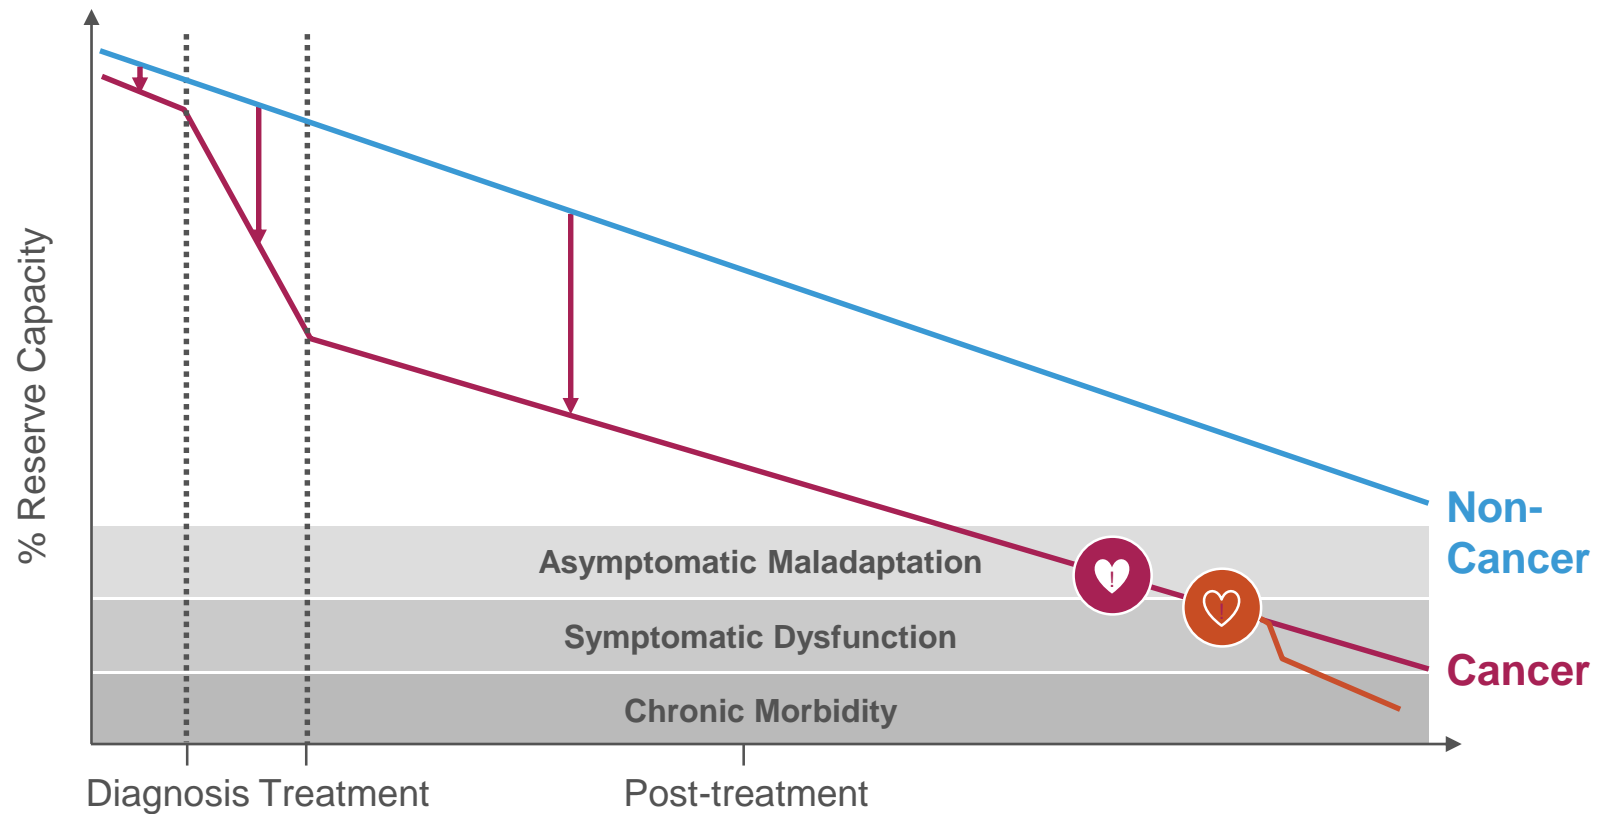 % Reserve Capacity
Non-
Cancer
Asymptomatic Maladaptation
Symptomatic Dysfunction
Cancer
Chronic Morbidity
Diagnosis Treatment
Post-treatment